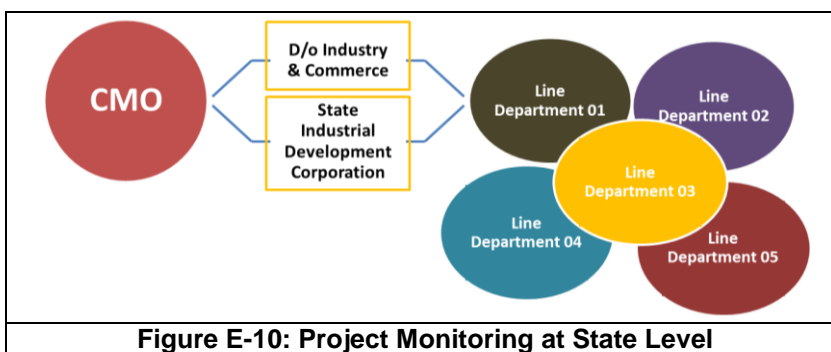 CMO
D/o Industry
& Commerce
State
Industrial
Development
Corporation
Line
Department 01
Line
Department 02
Line
Department 03
Line
Department 04
Line
Department 05
Figure E-10: Project Monitoring at State Level